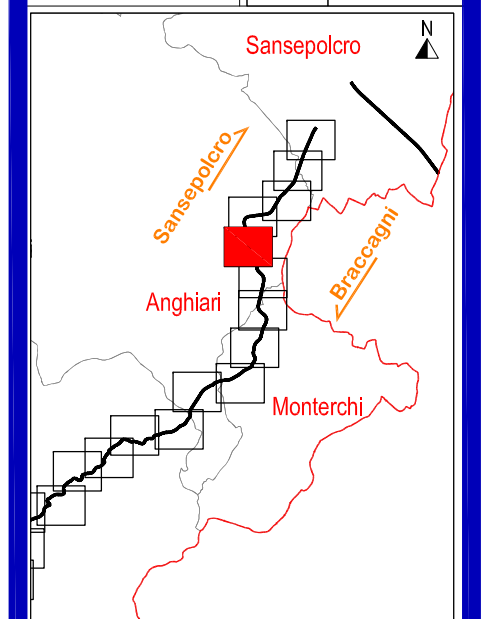 Sansepolcro
N
Sansepolcro
Braccagni
Anghiari
Monterchi